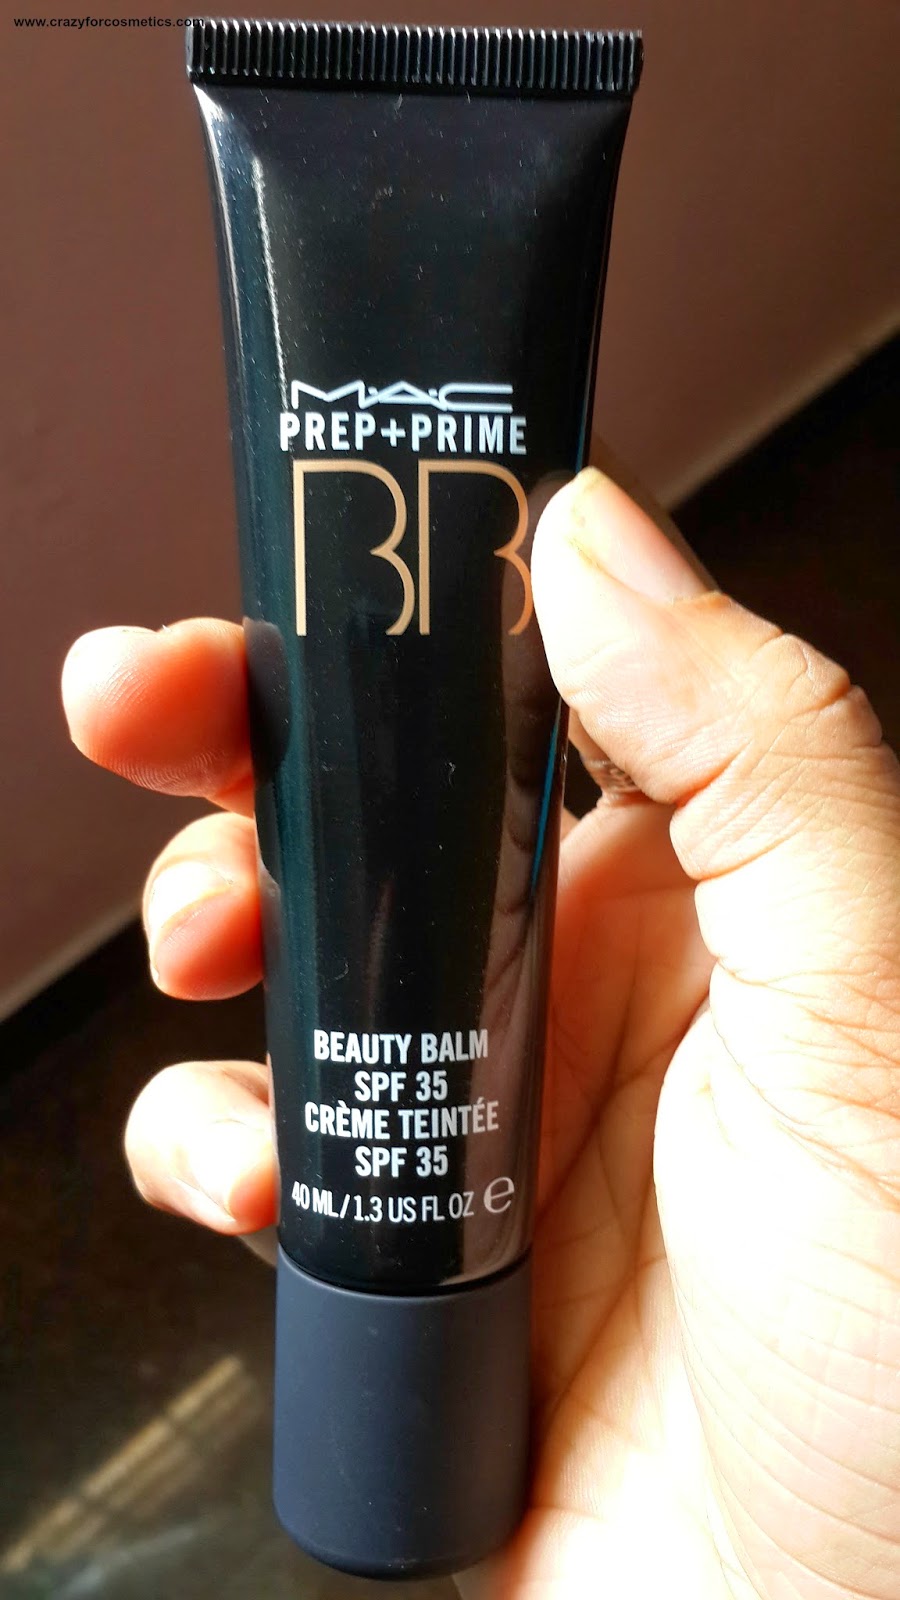 www.crazyforcosmetics.com
M·A·C
PREP+PRIME
BB
BEAUTY BALM
SPF 35
CRÈME TEINTÉE
SPF 35
40 ML/1.3 US FL OZ ℮